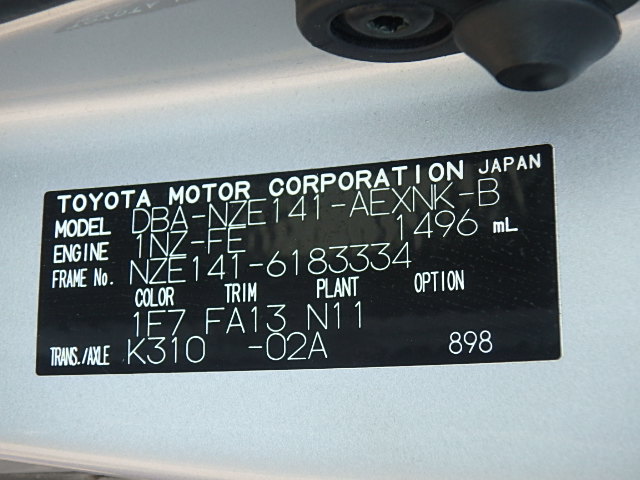 TOYOTA MOTOR CORPORATION JAPAN
MODEL DBA-NZE141-AEXNK-B
ENGINE 1NZ-FE 1496 mL
FRAME No. NZE141-6183334
COLOR TRIM PLANT OPTION
1F7 FA13 N11
TRANS./AXLE K310 -02A 898